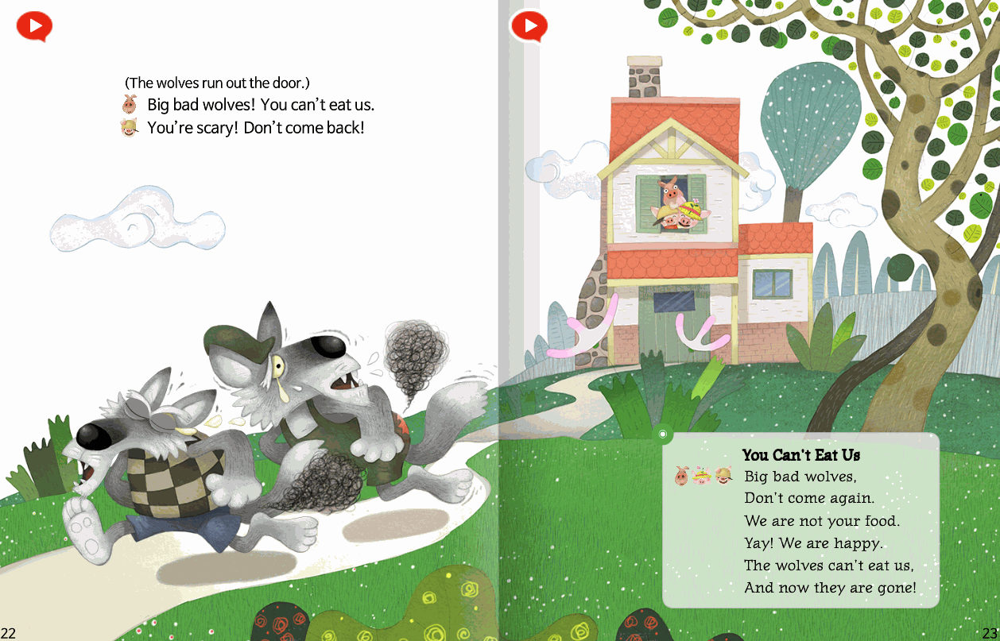 (The wolves run out the door.)
Big bad wolves! You can't eat us.
You're scary! Don't come back!
You Can't Eat Us
Big bad wolves,
Don't come again.
We are not your food.
Yay! We are happy.
The wolves can't eat us,
And now they are gone!
22
23